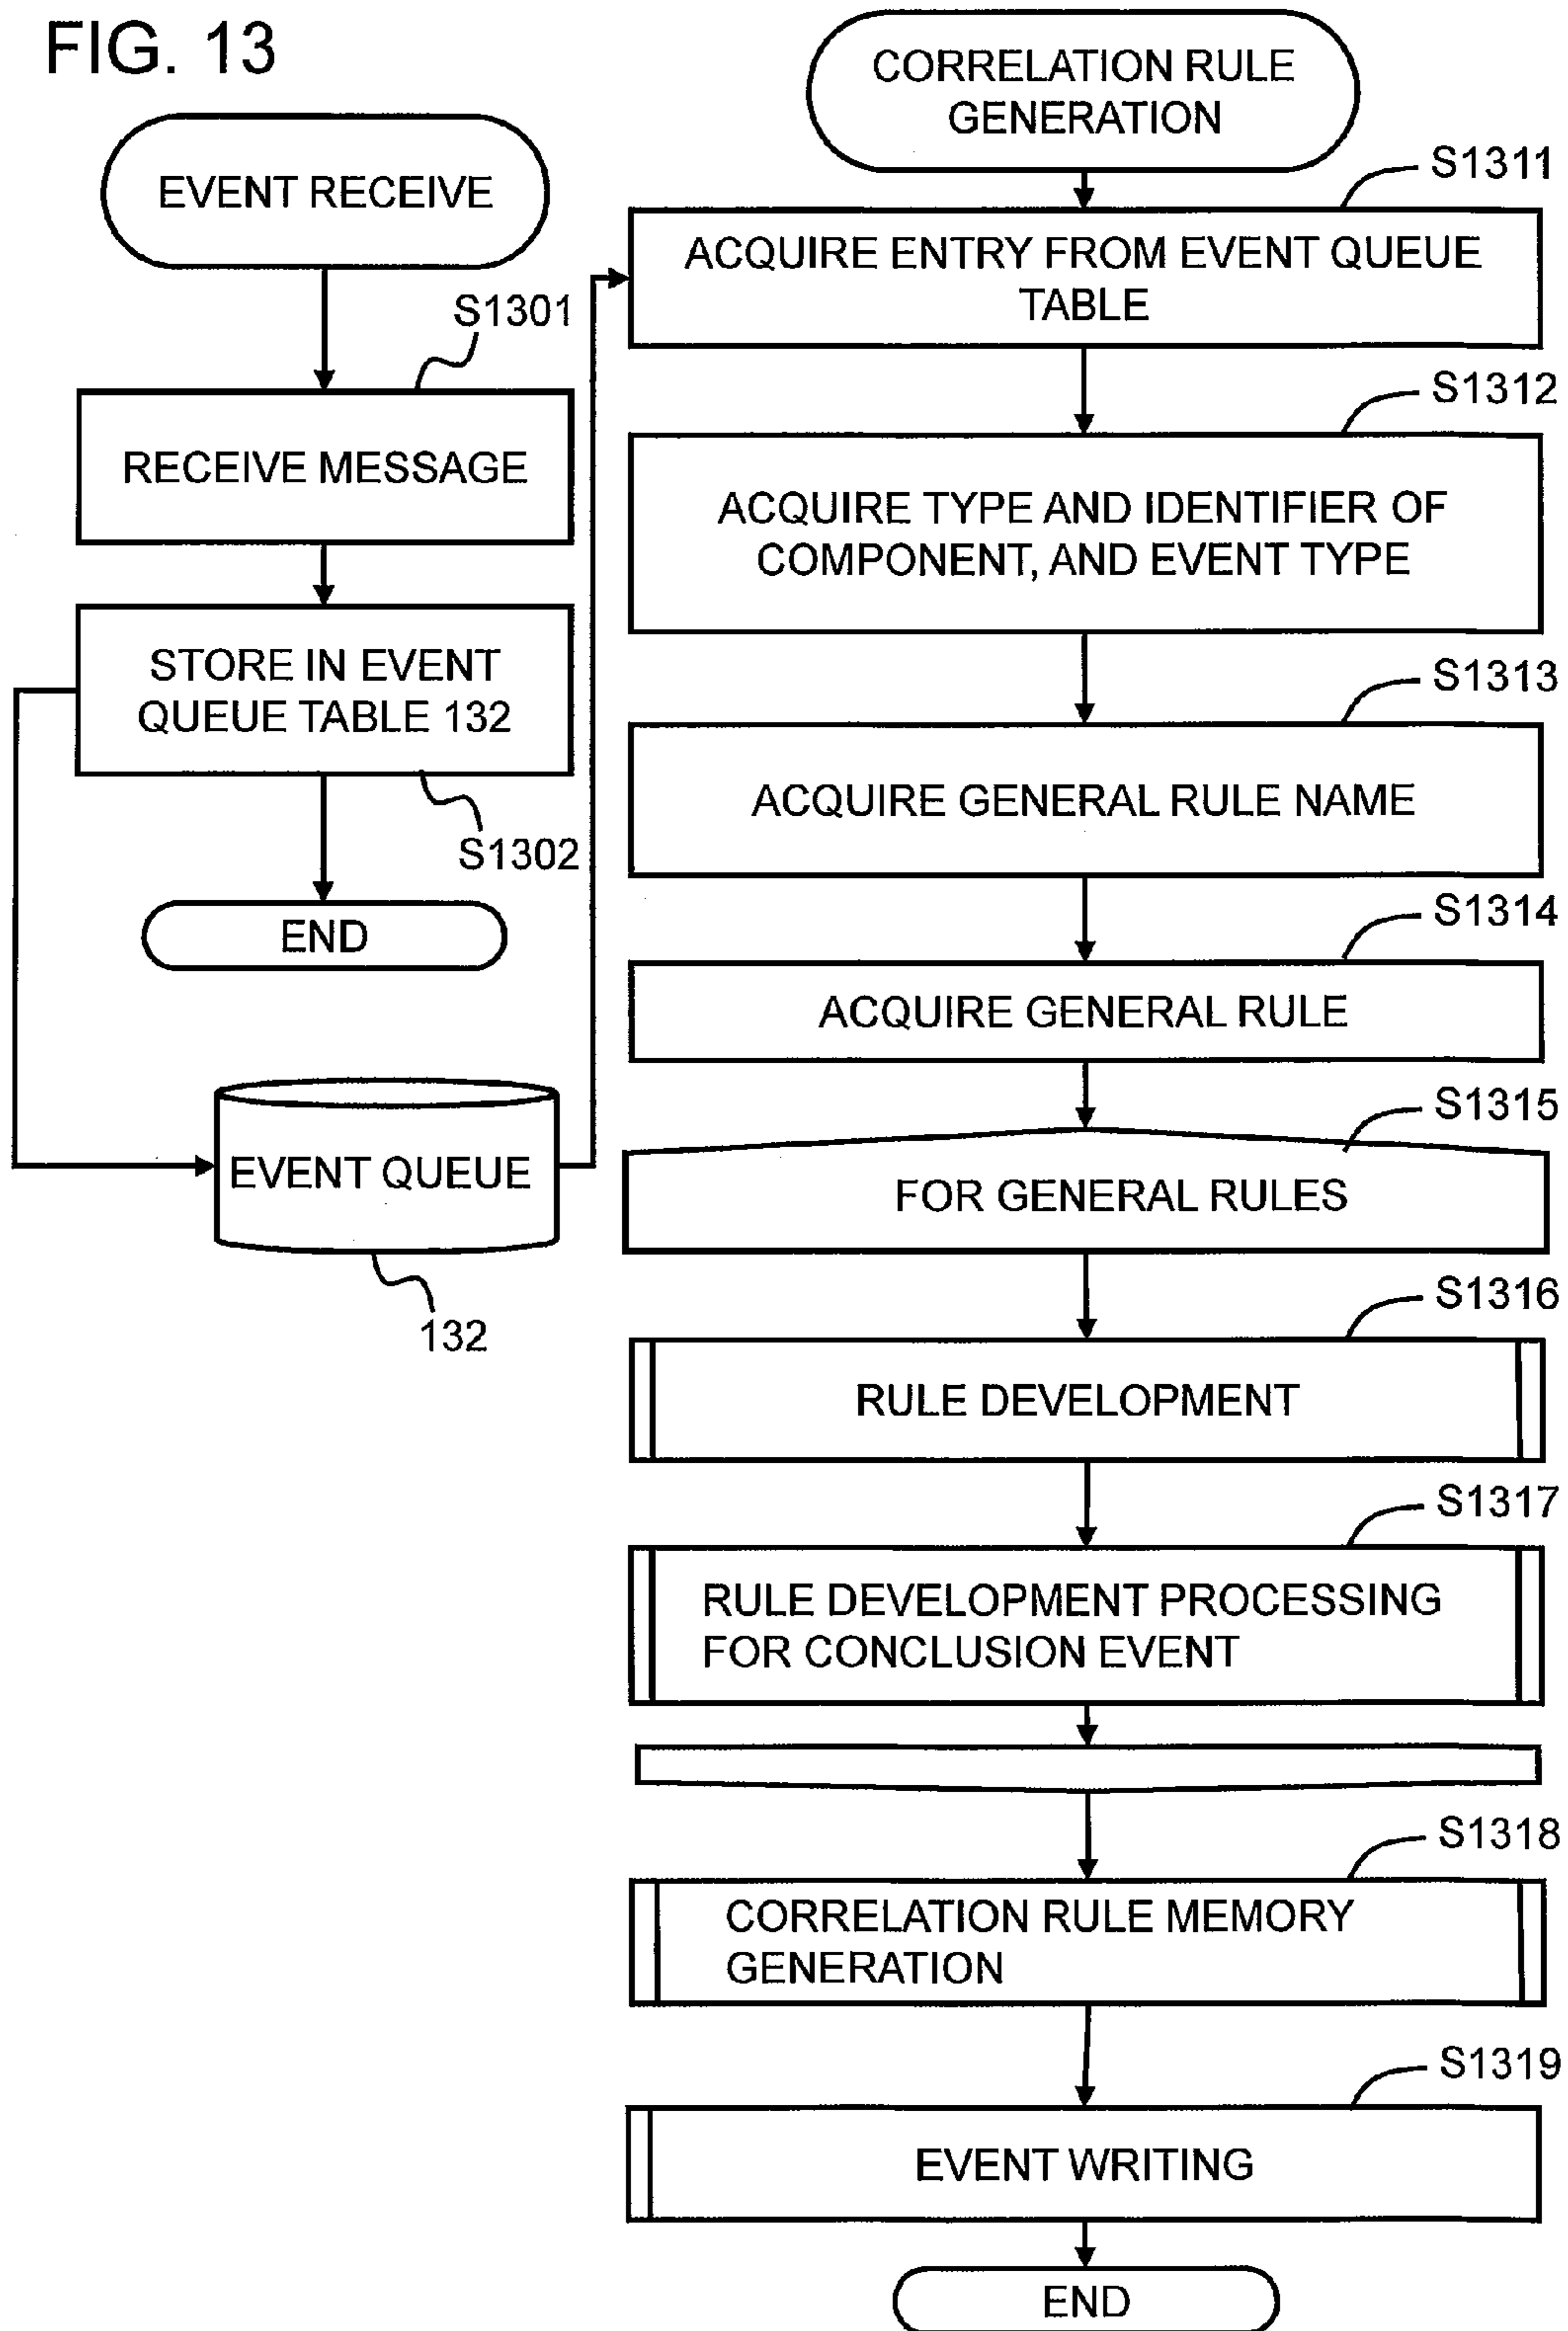 FIG. 13
EVENT RECEIVE
S1301
RECEIVE MESSAGE
STORE IN EVENT
QUEUE TABLE 132
S1302
END
EVENT QUEUE
132
CORRELATION RULE
GENERATION
S1311
ACQUIRE ENTRY FROM EVENT QUEUE
TABLE
S1312
ACQUIRE TYPE AND IDENTIFIER OF
COMPONENT, AND EVENT TYPE
S1313
ACQUIRE GENERAL RULE NAME
S1314
ACQUIRE GENERAL RULE
S1315
FOR GENERAL RULES
S1316
RULE DEVELOPMENT
S1317
RULE DEVELOPMENT PROCESSING
FOR CONCLUSION EVENT
S1318
CORRELATION RULE MEMORY
GENERATION
S1319
EVENT WRITING
END